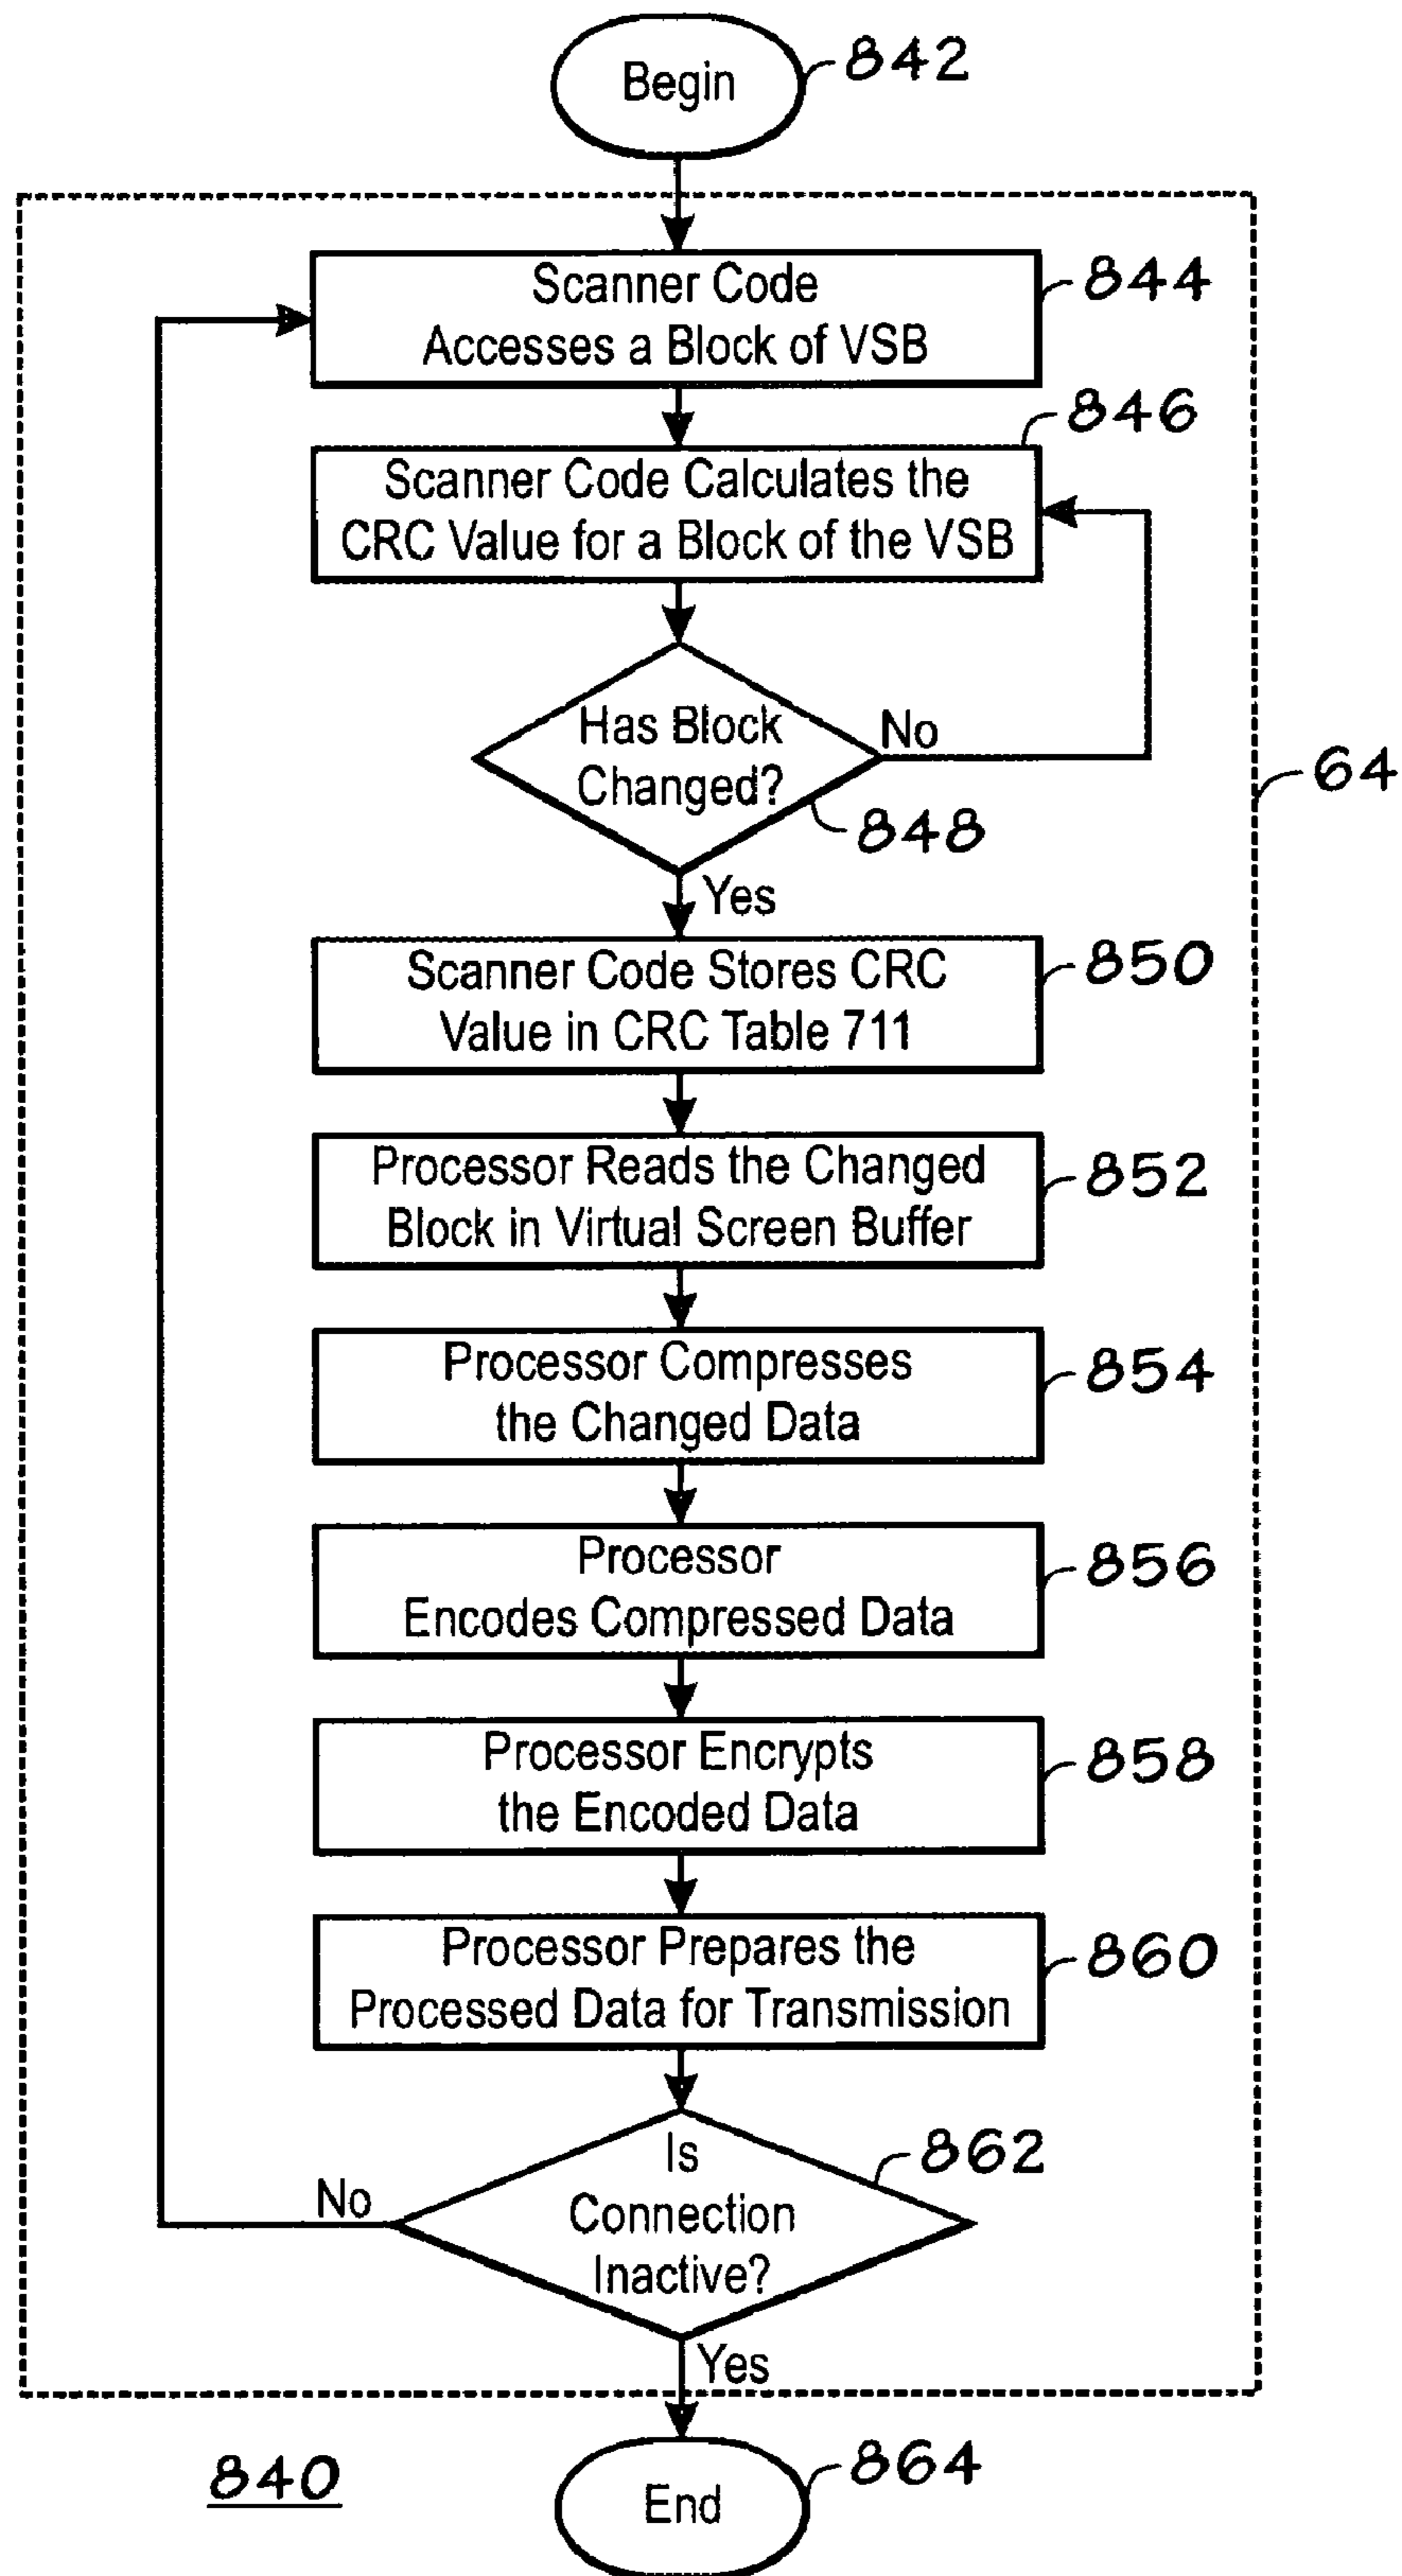 Begin
842
Scanner Code
Accesses a Block of VSB
844
846
Scanner Code Calculates the
CRC Value for a Block of the VSB
Has Block
Changed?
No
64
848
Yes
Scanner Code Stores CRC
Value in CRC Table 711
850
Processor Reads the Changed
Block in Virtual Screen Buffer
852
Processor Compresses
the Changed Data
854
Processor
Encodes Compressed Data
856
Processor Encrypts
the Encoded Data
858
Processor Prepares the
Processed Data for Transmission
860
Is
Connection
Inactive?
862
No
Yes
840
End
864